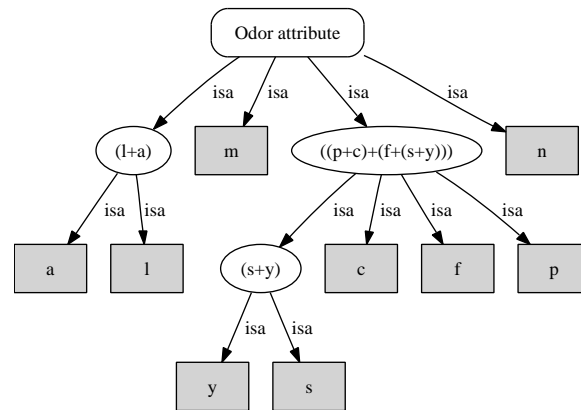 Odor attribute
isa isa isa isa
(l+a) m ((p+c)+(f+(s+y))) n
isa isa isa isa isa isa
a l (s+y) c f p
isa isa
y s